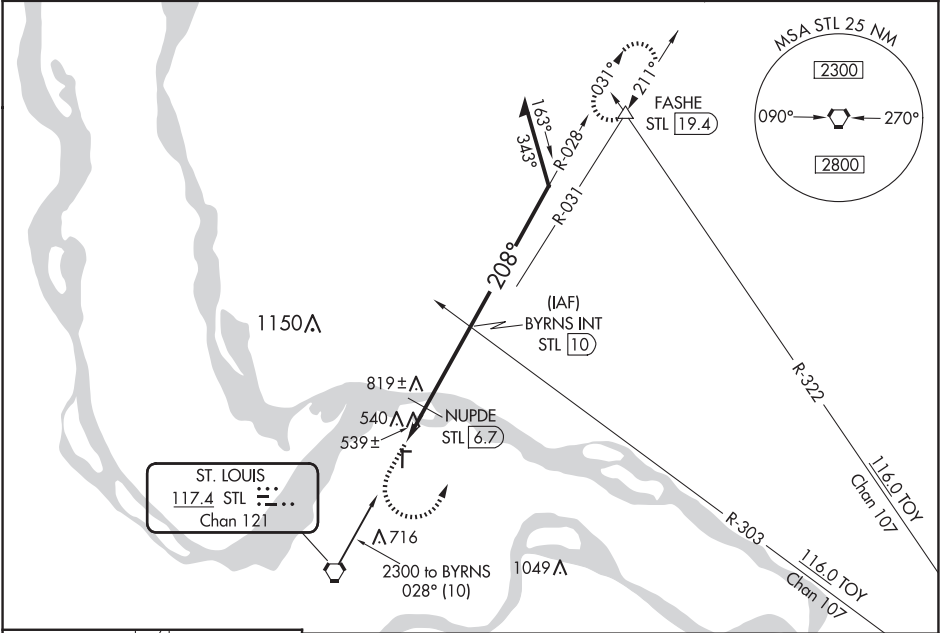 MSA STL 25 NM
2300
090°
270°
2800
031°
211°
FASHE
STL 19.4
163°
343°
R-028
R-031
208°
(IAF)
BYRNS INT
STL 10
1150
R-322
819±
540
539±
NUPDE
STL 6.7
116.0 TOY
Chan 107
ST. LOUIS
117.4 STL
Chan 121
R-303
716
2300 to BYRNS
028° (10)
1049
116.0 TOY
Chan 107